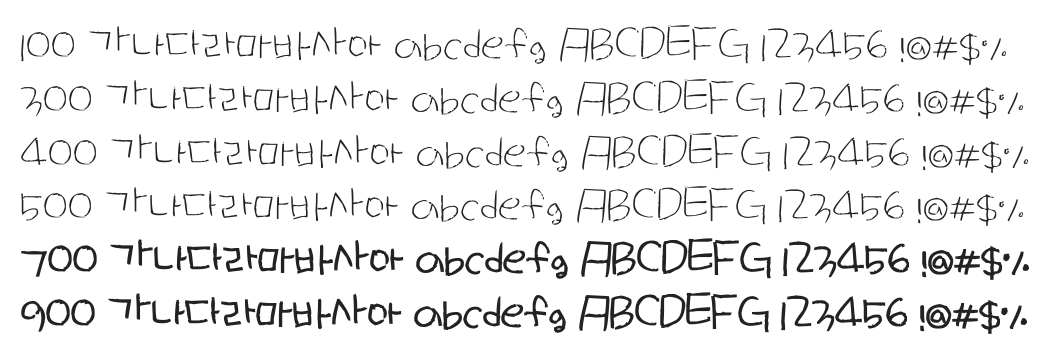 100 가나다라마바사아 abcdefg ABCDEFG 123456 !@#$%
300 가나다라마바사아 abcdefg ABCDEFG 123456 !@#$%
400 가나다라마바사아 abcdefg ABCDEFG 123456 !@#$%
500 가나다라마바사아 abcdefg ABCDEFG 123456 !@#$%
700 가나다라마바사아 abcdefg ABCDEFG 123456 !@#$%
900 가나다라마바사아 abcdefg ABCDEFG 123456 !@#$%